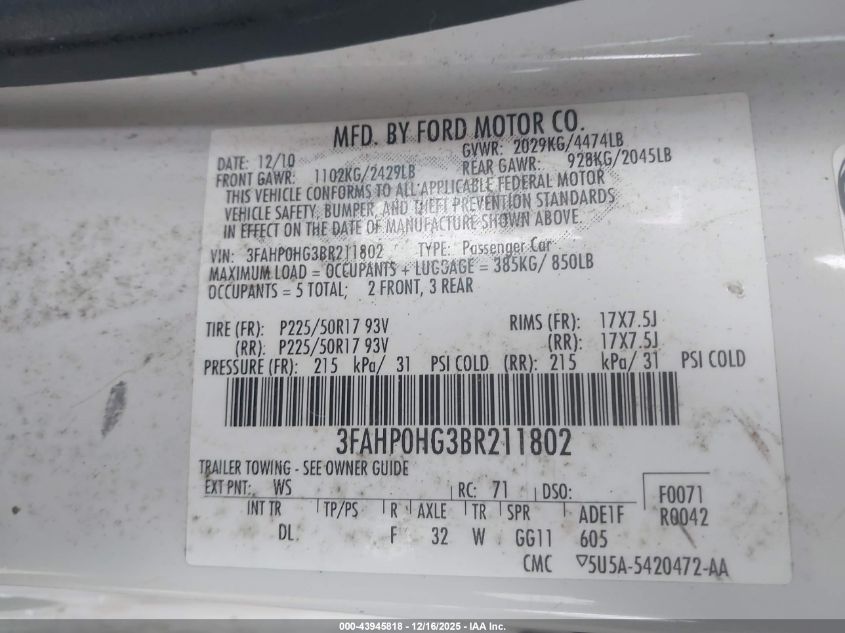 MFD. BY FORD MOTOR CO.
DATE: 12/10 GVWR: 2029KG/4474LB
FRONT GAWR: 1102KG/2429LB REAR GAWR: 928KG/2045LB
THIS VEHICLE CONFORMS TO ALL APPLICABLE FEDERAL MOTOR
VEHICLE SAFETY, BUMPER, AND THEFT PREVENTION STANDARDS
IN EFFECT ON THE DATE OF MANUFACTURE SHOWN ABOVE.
VIN: 3FAHP0HG3BR211802 TYPE: Passenger Car
MAXIMUM LOAD = OCCUPANTS + LUGGAGE = 385KG/ 850LB
OCCUPANTS = 5 TOTAL; 2 FRONT, 3 REAR
TIRE (FR): P225/50R17 93V RIMS (FR): 17X7.5J
(RR): P225/50R17 93V (RR): 17X7.5J
PRESSURE (FR): 215 kPa/ 31 PSI COLD (RR): 215 kPa/ 31 PSI COLD
3FAHP0HG3BR211802
TRAILER TOWING - SEE OWNER GUIDE
EXT PNT: WS RC: 71 DSO: F0071
INT TR TP/PS R AXLE TR SPR ADE1F R0042
DL F 32 W GG11 605
CMC ▽5U5A-5420472-AA
000-43945818 - 12/16/2025 - IAA Inc.